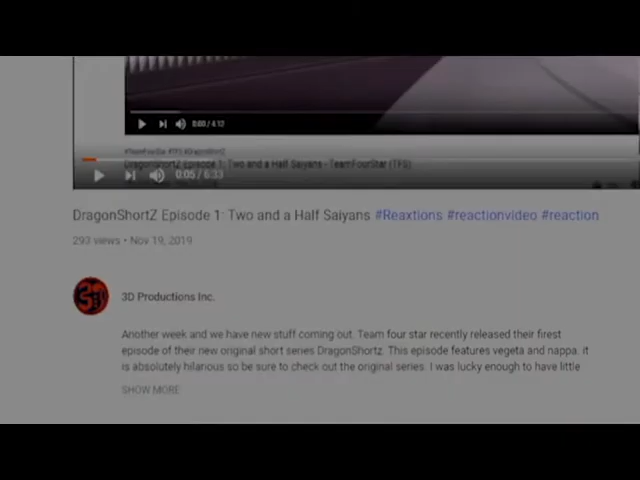 0:00 / 4:12
#TeamFourStar #TFS #DragonShortZ
DragonShortZ Episode 1: Two and a Half Saiyans - TeamFourStar (TFS)
0:05 / 6:33
DragonShortZ Episode 1: Two and a Half Saiyans #Reaxtions #reactionvideo #reaction
293 views • Nov 19, 2019
3D Productions Inc.
Another week and we have new stuff coming out. Team four star recently released their firest
episode of their new original short series DragonShortz. This episode features vegeta and nappa. it
is absolutely hilarious so be sure to check out the original series. I was lucky enough to have little
SHOW MORE